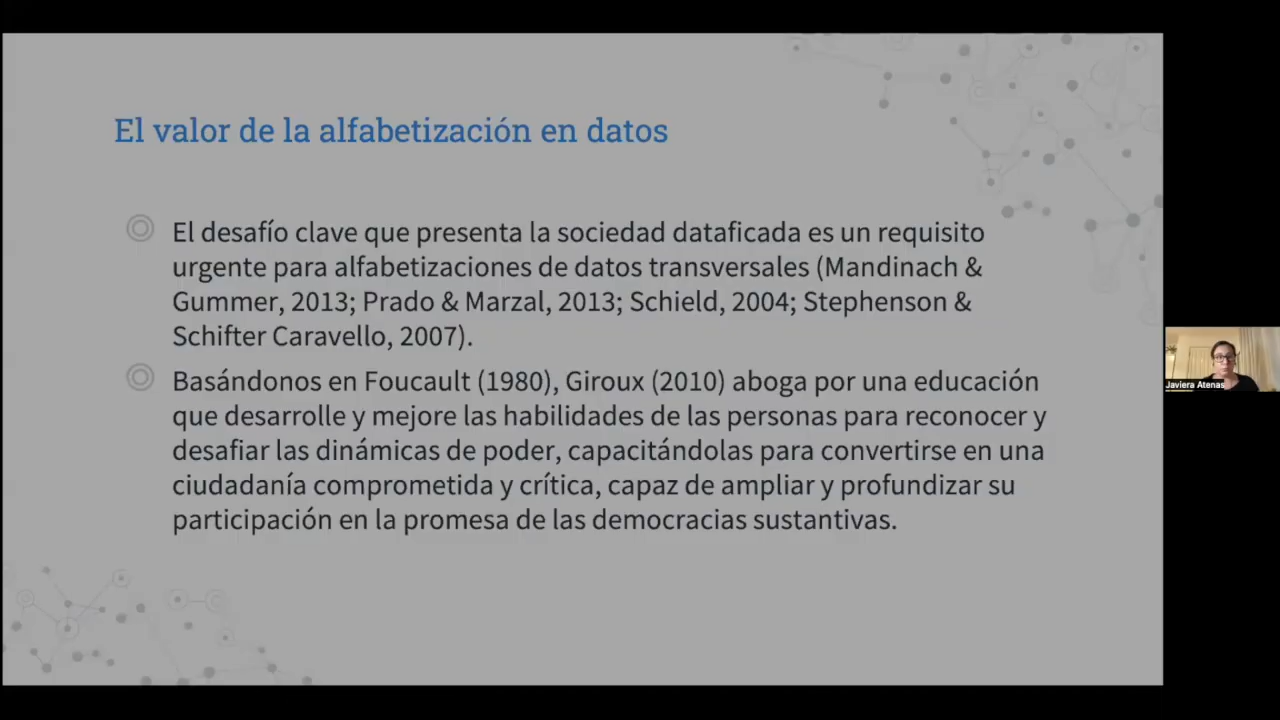 El valor de la alfabetización en datos
El desafío clave que presenta la sociedad dataficada es un requisito
urgente para alfabetizaciones de datos transversales (Mandinach &
Gummer, 2013; Prado & Marzal, 2013; Schield, 2004; Stephenson &
Schifter Caravello, 2007).
Basándonos en Foucault (1980), Giroux (2010) aboga por una educación
que desarrolle y mejore las habilidades de las personas para reconocer y
desafiar las dinámicas de poder, capacitándolas para convertirse en una
ciudadanía comprometida y crítica, capaz de ampliar y profundizar su
participación en la promesa de las democracias sustantivas.
Javiera Atenas